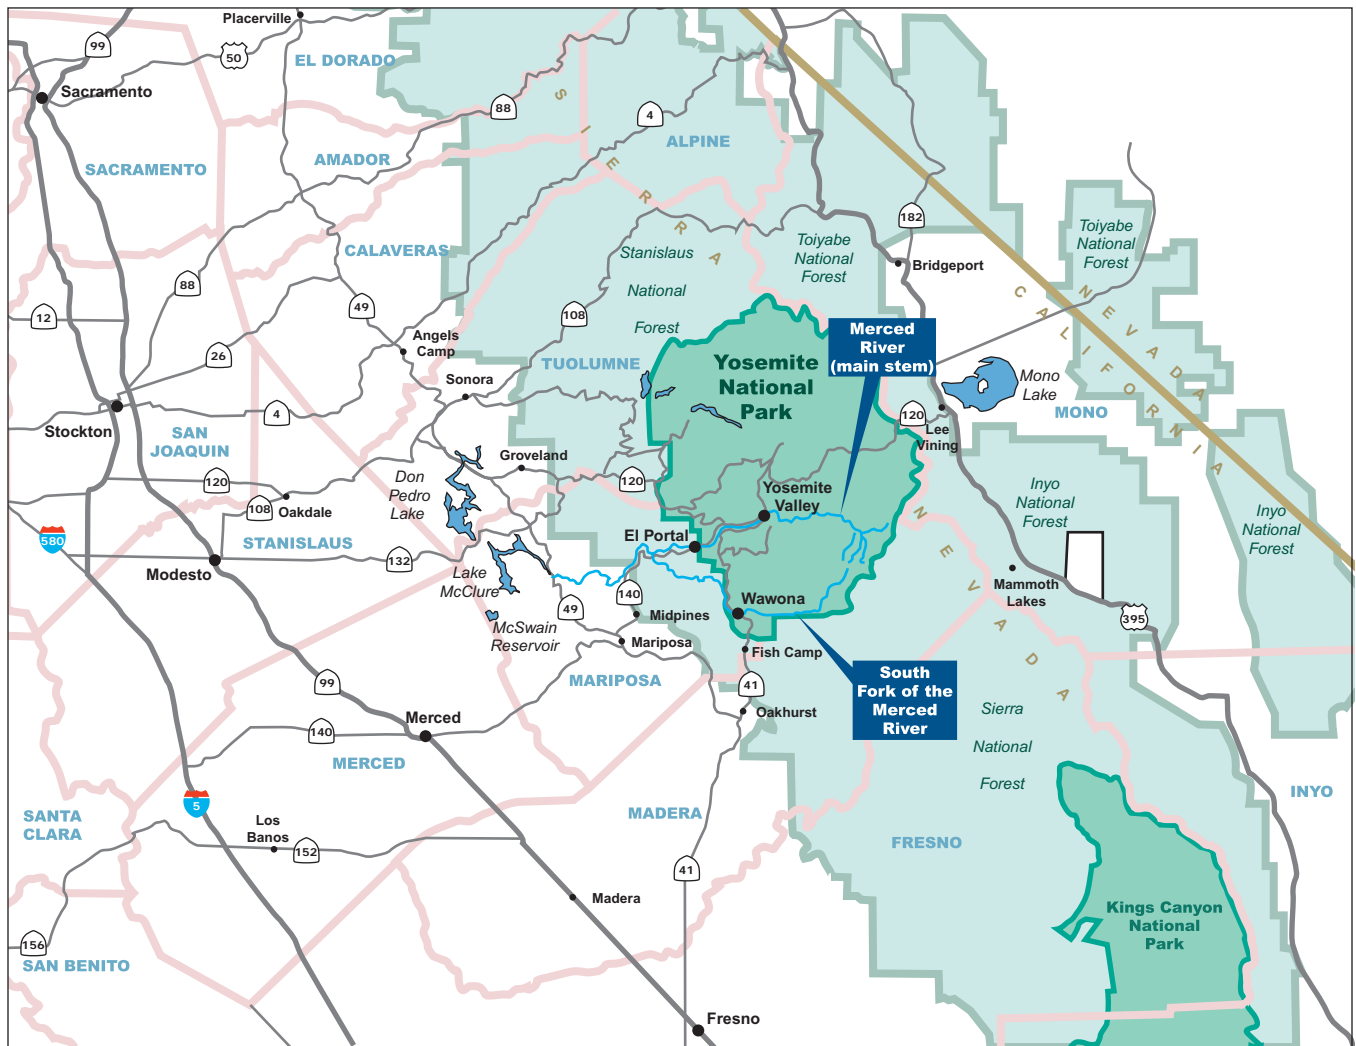 Placerville
99
50
EL DORADO
Sacramento
88
4
SIERRA
ALPINE
AMADOR
SACRAMENTO
182
Toiyabe
National
Forest
Stanislaus
National
Forest
Toiyabe
National
Forest
CALAVERAS
Bridgeport
88
49
12
108
NEVADA
CALIFORNIA
Angels
Camp
26
Merced
River
(main stem)
TUOLUMNE
Yosemite
National
Park
Sonora
Mono
Lake
MONO
4
120
Lee
Vining
Stockton
SAN
JOAQUIN
Groveland
Don
Pedro
Lake
120
120
Yosemite
Valley
Inyo
National
Forest
Inyo
National
Forest
108
Oakdale
580
STANISLAUS
El Portal
NEVADA
132
Modesto
Lake
McClure
Mammoth
Lakes
140
49
Wawona
395
Midpines
McSwain
Reservoir
Mariposa
Fish Camp
MARIPOSA
99
41
South
Fork of the
Merced
River
Sierra
National
Forest
Oakhurst
Merced
140
MERCED
INYO
5
SANTA
CLARA
MADERA
Los
Banos
152
FRESNO
41
Madera
Kings Canyon
National
Park
156
SAN BENITO
Fresno